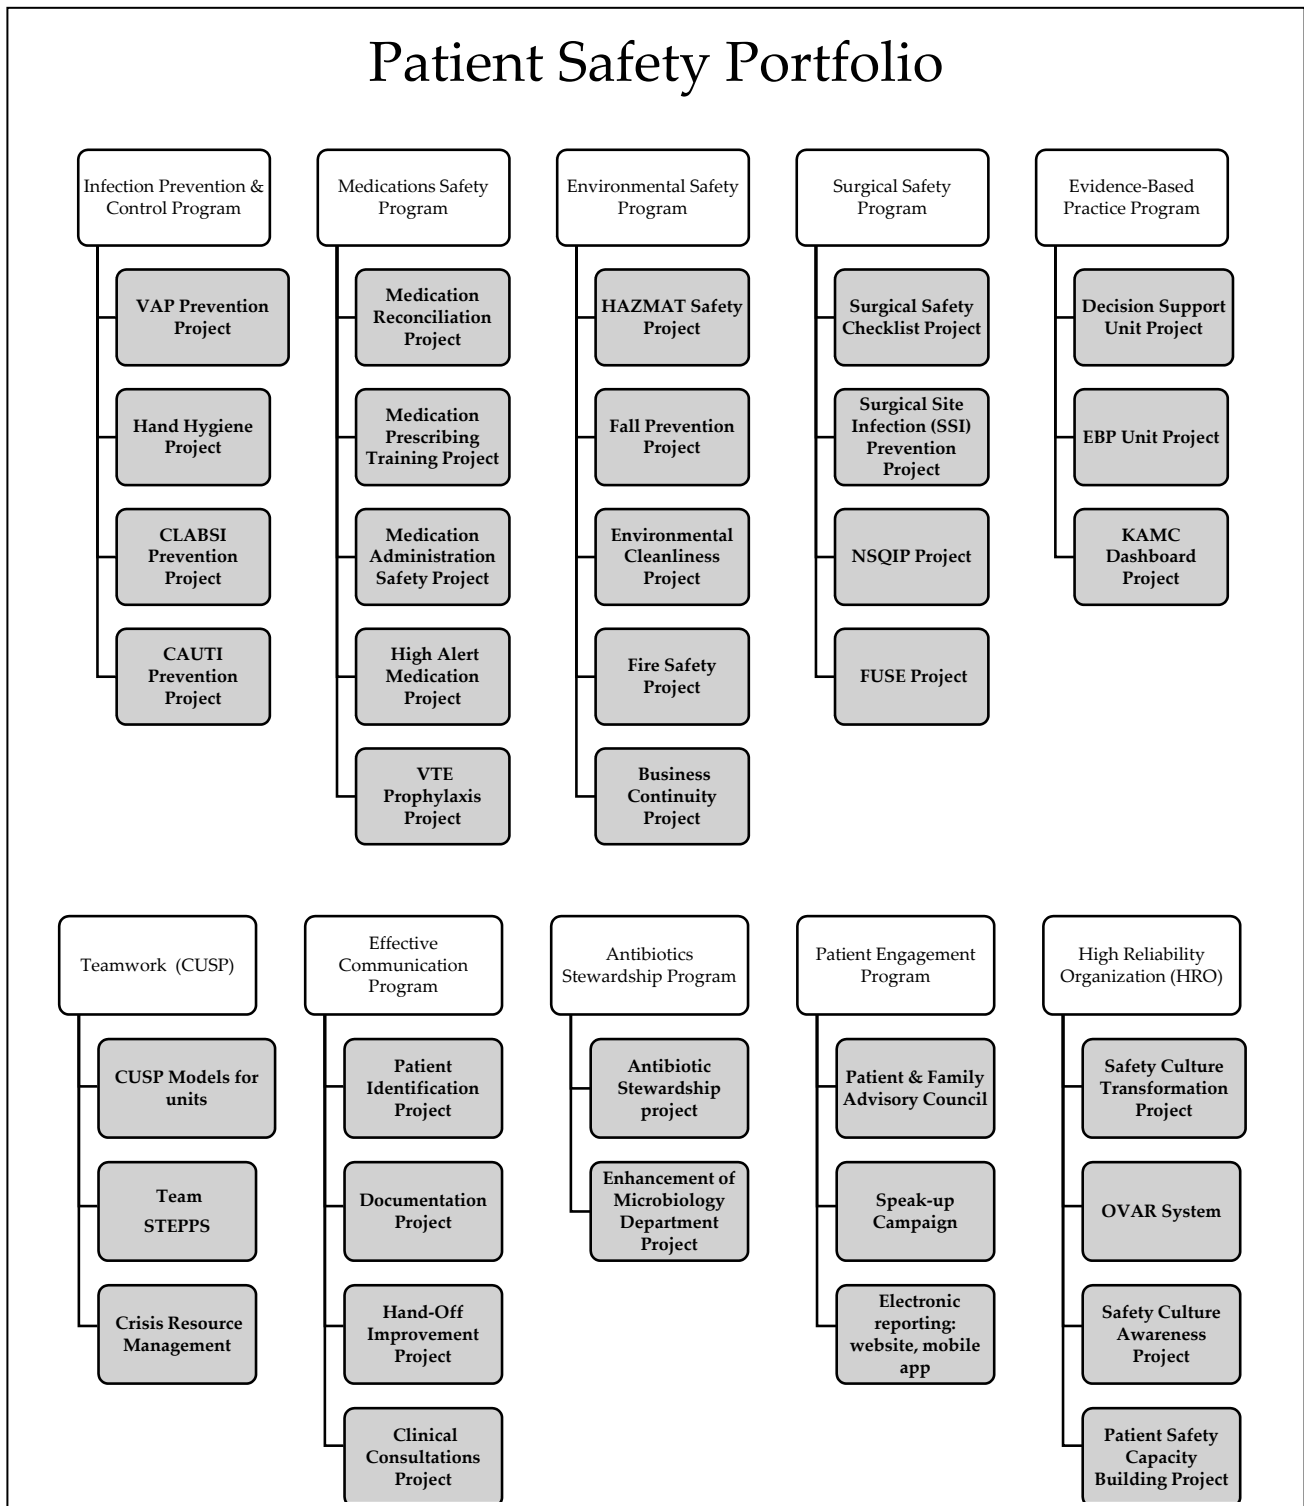 Patient Safety Portfolio
Infection Prevention &
Control Program
VAP Prevention
Project
Hand Hygiene
Project
CLABSI
Prevention
Project
CAUTI
Prevention
Project
Medications Safety
Program
Medication
Reconciliation
Project
Medication
Prescribing
Training Project
Medication
Administration
Safety Project
High Alert
Medication
Project
VTE
Prophylaxis
Project
Environmental Safety
Program
HAZMAT Safety
Project
Fall Prevention
Project
Environmental
Cleanliness
Project
Fire Safety
Project
Business
Continuity
Project
Surgical Safety
Program
Surgical Safety
Checklist Project
Surgical Site
Infection (SSI)
Prevention
Project
NSQIP Project
FUSE Project
Evidence-Based
Practice Program
Decision Support
Unit Project
EBP Unit Project
KAMC
Dashboard
Project
Teamwork (CUSP)
CUSP Models for
units
Team
STEPPS
Crisis Resource
Management
Effective
Communication
Program
Patient
Identification
Project
Documentation
Project
Hand-Off
Improvement
Project
Clinical
Consultations
Project
Antibiotics
Stewardship Program
Antibiotic
Stewardship
project
Enhancement of
Microbiology
Department
Project
Patient Engagement
Program
Patient & Family
Advisory Council
Speak-up
Campaign
Electronic
reporting:
website, mobile
app
High Reliability
Organization (HRO)
Safety Culture
Transformation
Project
OVAR System
Safety Culture
Awareness
Project
Patient Safety
Capacity
Building Project